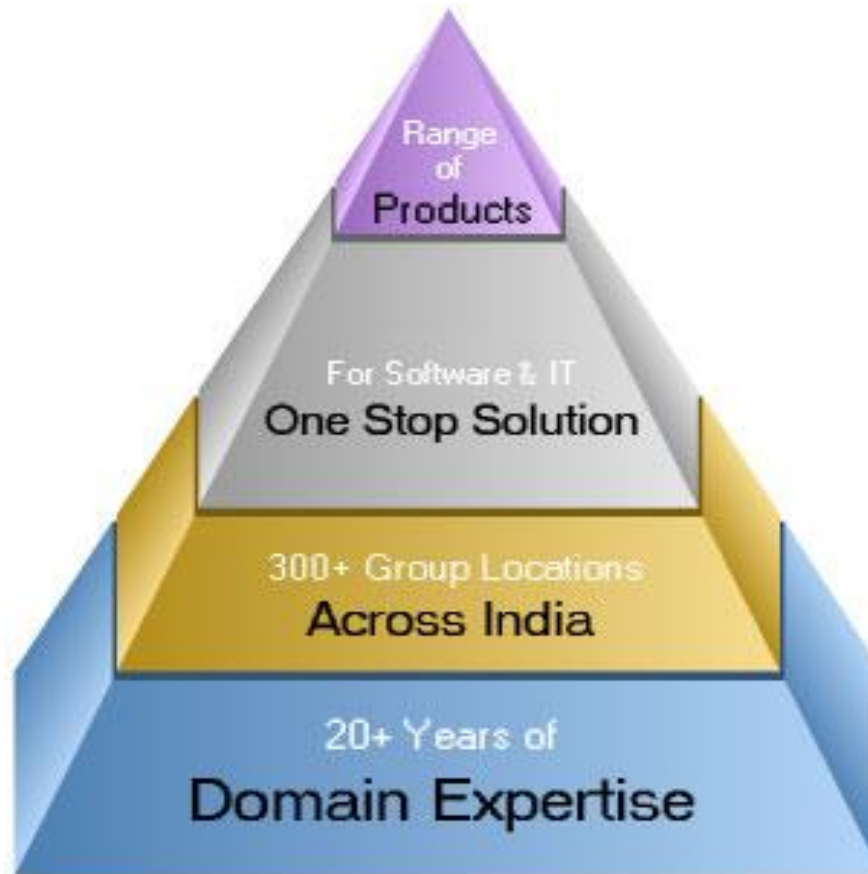 Range
of
Products
For Software & IT
One Stop Solution
300+ Group Locations
Across India
20+ Years of
Domain Expertise